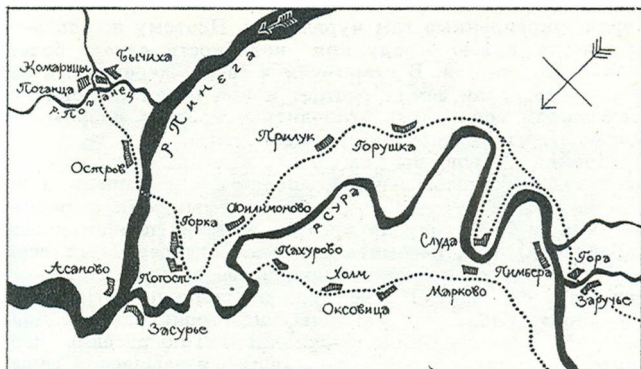 Бычиха
Комарицы
Поганца
р. Поганец
р. Пинега
Остров
Прилук
Горушка
Горка
Филимоново
р. Сура
Слуда
Гора
Асаново
Погост
Пахурово
Холм
Оксовица
Марково
Пимбера
Заручье
Засурье